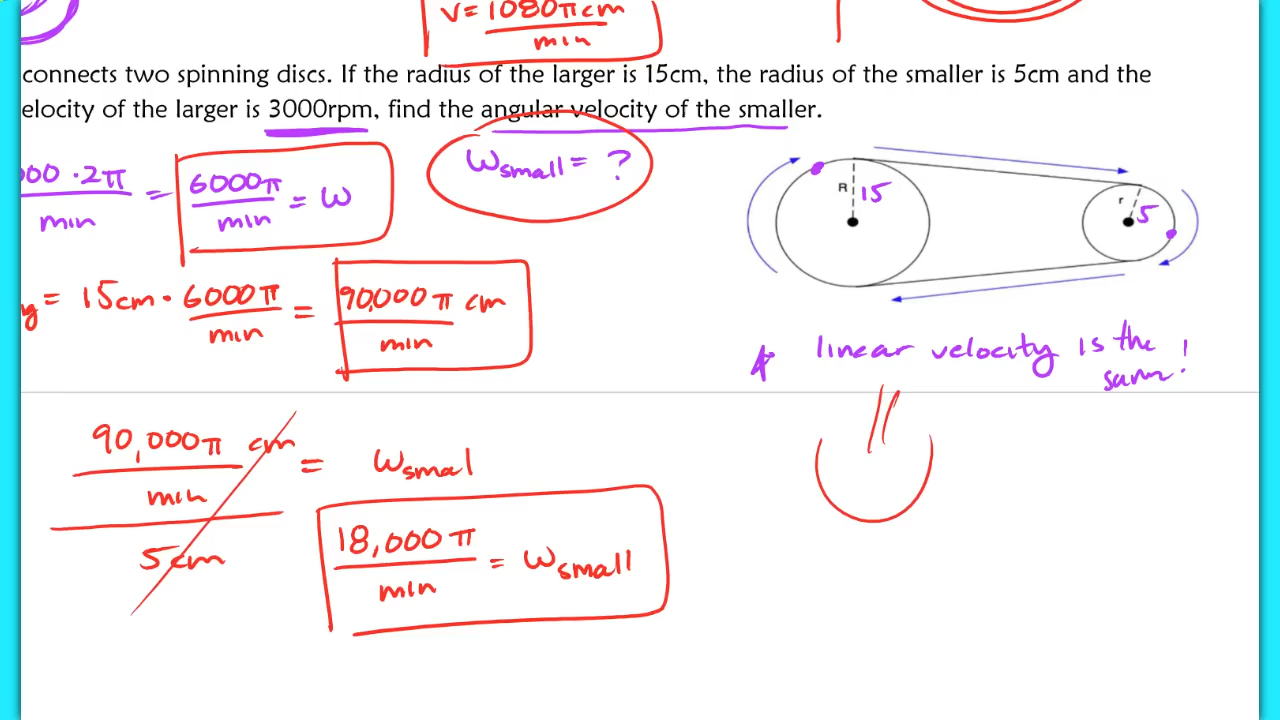 V = 1080π cm
min
connects two spinning discs. If the radius of the larger is 15cm, the radius of the smaller is 5cm and the
elocity of the larger is 3000rpm, find the angular velocity of the smaller.
00 · 2π
min
=
6000π
min
= ω
ωsmall = ?
R
15
r
5
y = 15cm · 6000π
min
=
90,000π cm
min
* linear velocity is the
same!
90,000π cm
min
5cm
= ωsmal
18,000π
min
= ωsmall